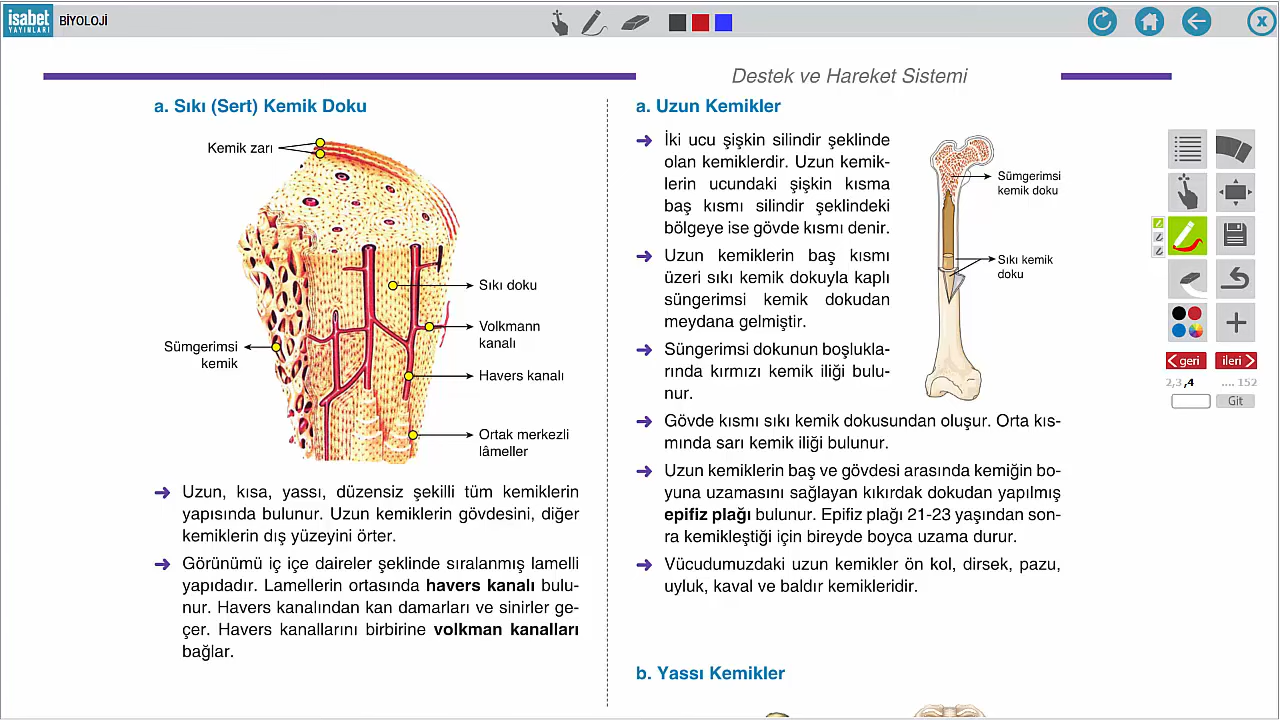 isabet
YAYINLARI
BİYOLOJİ
Destek ve Hareket Sistemi
a. Sıkı (Sert) Kemik Doku
Kemik zarı
Sıkı doku
Volkmann
kanalı
Sümgerimsi
kemik
Havers kanalı
Ortak merkezli
lâmeller
Uzun, kısa, yassı, düzensiz şekilli tüm kemiklerin
yapısında bulunur. Uzun kemiklerin gövdesini, diğer
kemiklerin dış yüzeyini örter.
Görünümü iç içe daireler şeklinde sıralanmış lamelli
yapıdadır. Lamellerin ortasında havers kanalı bulu-
nur. Havers kanalından kan damarları ve sinirler ge-
çer. Havers kanallarını birbirine volkman kanalları
bağlar.
a. Uzun Kemikler
İki ucu şişkin silindir şeklinde
olan kemiklerdir. Uzun kemik-
lerin ucundaki şişkin kısma
baş kısmı silindir şeklindeki
bölgeye ise gövde kısmı denir.
Uzun kemiklerin baş kısmı
üzeri sıkı kemik dokuyla kaplı
süngerimsi kemik dokudan
meydana gelmiştir.
Süngerimsi dokunun boşlukla-
rında kırmızı kemik iliği bulu-
nur.
Sümgerimsi
kemik doku
Sıkı kemik
doku
Gövde kısmı sıkı kemik dokusundan oluşur. Orta kıs-
mında sarı kemik iliği bulunur.
Uzun kemiklerin baş ve gövdesi arasında kemiğin bo-
yuna uzamasını sağlayan kıkırdak dokudan yapılmış
epifiz plağı bulunur. Epifiz plağı 21-23 yaşından son-
ra kemikleştiği için bireyde boyca uzama durur.
Vücudumuzdaki uzun kemikler ön kol, dirsek, pazu,
uyluk, kaval ve baldır kemikleridir.
b. Yassı Kemikler
geri
ileri
2,3,4 .... 152
Git